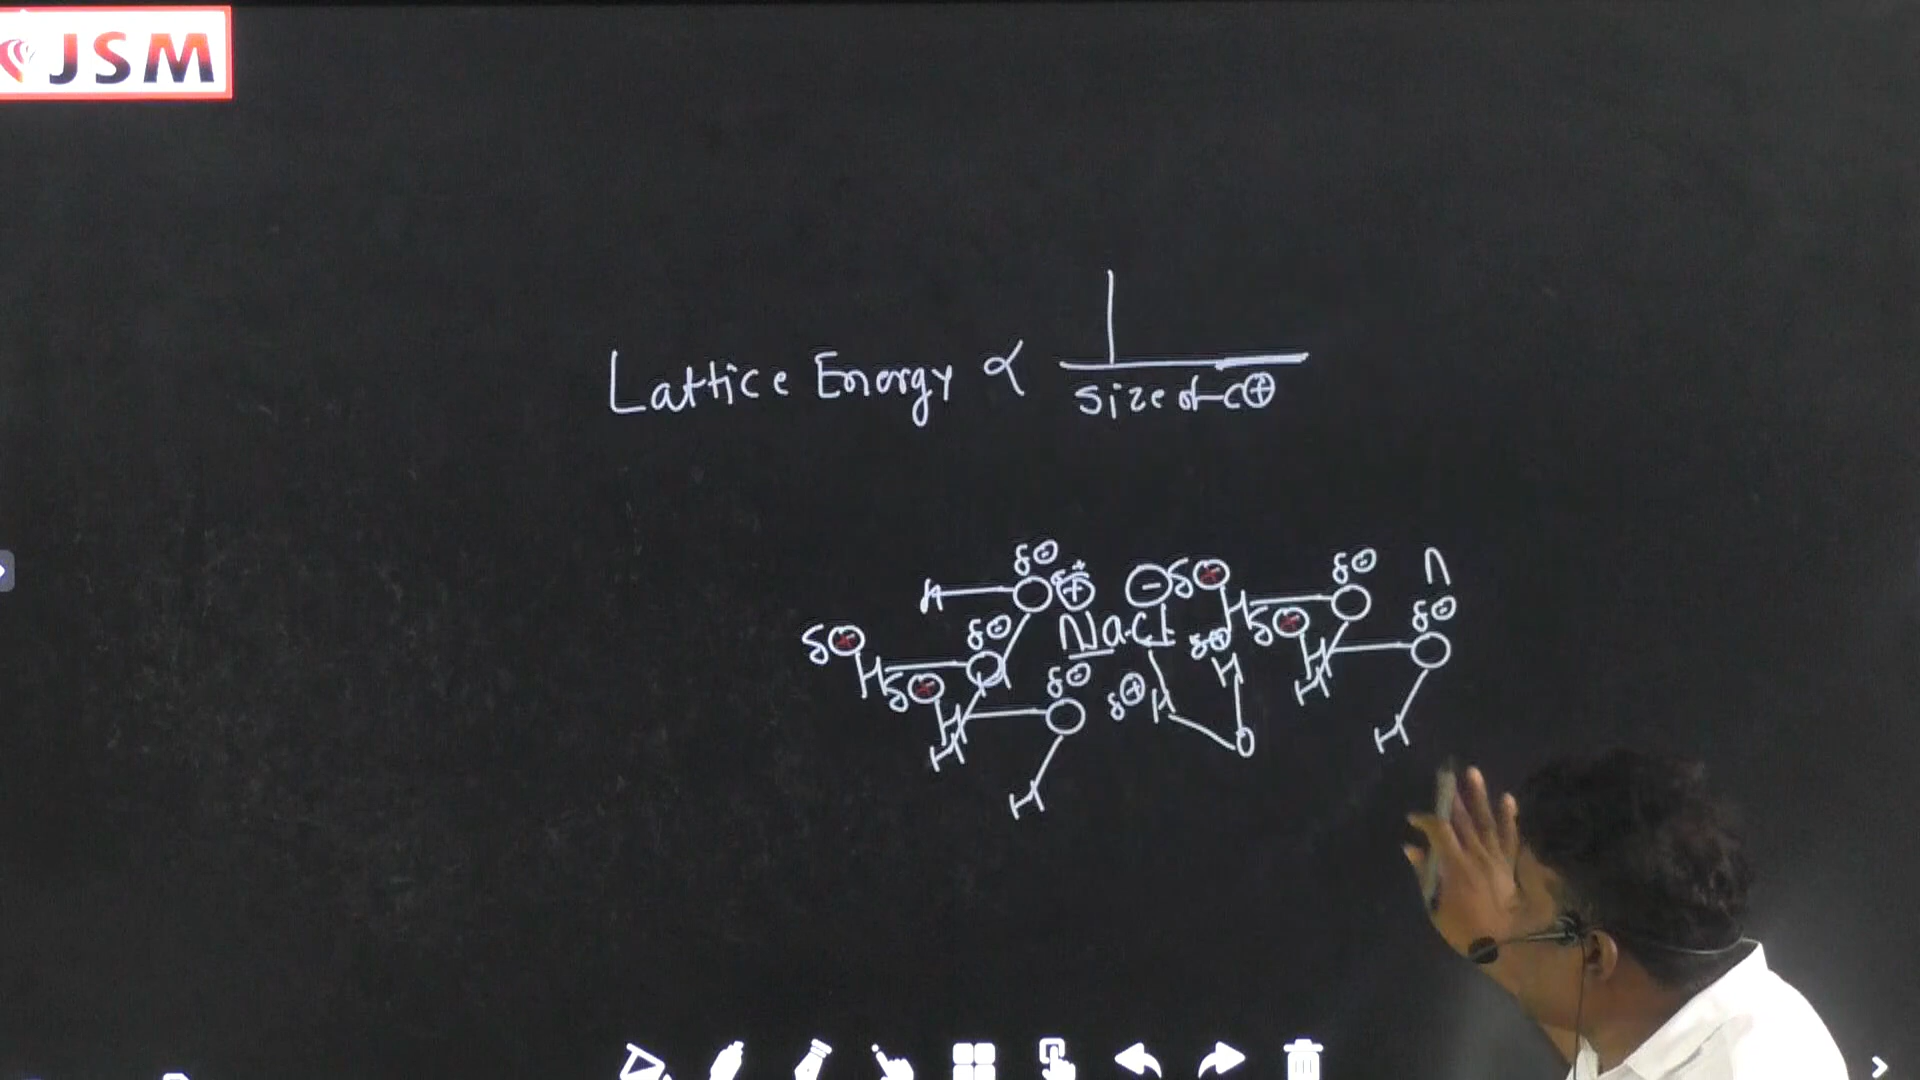 JSM
Lattice Energy ∝ 1
size of C⊕
δ⊖ δ⊕ ⊖ δ⊕ δ⊖
H O ⊕ H O δ⊖
δ⊕ δ⊖ NaCl δ⊕ δ⊕
H O H H O
δ⊕ δ⊖ δ⊕ H H
H O O H
H
H